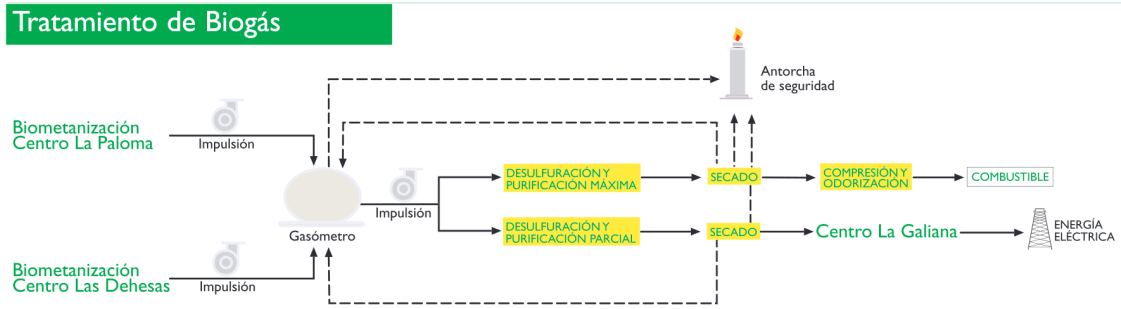 Tratamiento de Biogás
Antorcha
de seguridad
Biometanización
Centro La Paloma
Impulsión
Gasómetro
Impulsión
DESULFURACIÓN Y
PURIFICACIÓN MÁXIMA
SECADO
COMPRESIÓN Y
ODORIZACIÓN
COMBUSTIBLE
DESULFURACIÓN Y
PURIFICACIÓN PARCIAL
SECADO
Centro La Galiana
ENERGÍA
ELÉCTRICA
Biometanización
Centro Las Dehesas
Impulsión